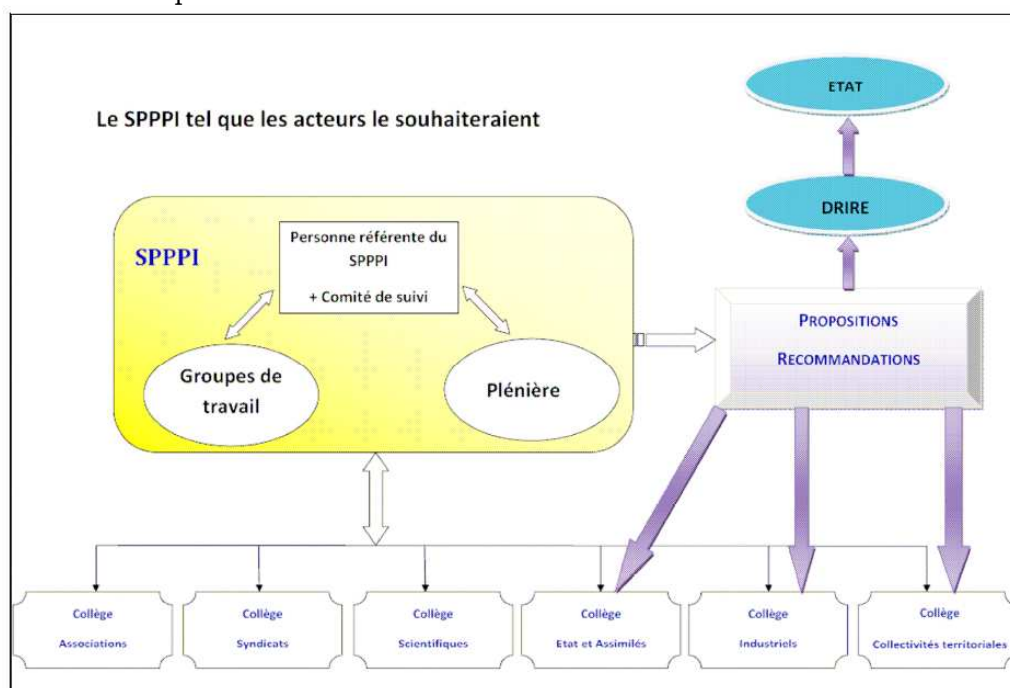 Le SPPPI tel que les acteurs le souhaiteraient
ETAT
DRIRE
SPPPI
Personne référente du
SPPPI
+ Comité de suivi
Groupes de
travail
Plénière
PROPOSITIONS
RECOMMANDATIONS
Collège
Associations
Collège
Syndicats
Collège
Scientifiques
Collège
Etat et Assimilés
Collège
Industriels
Collège
Collectivités territoriales